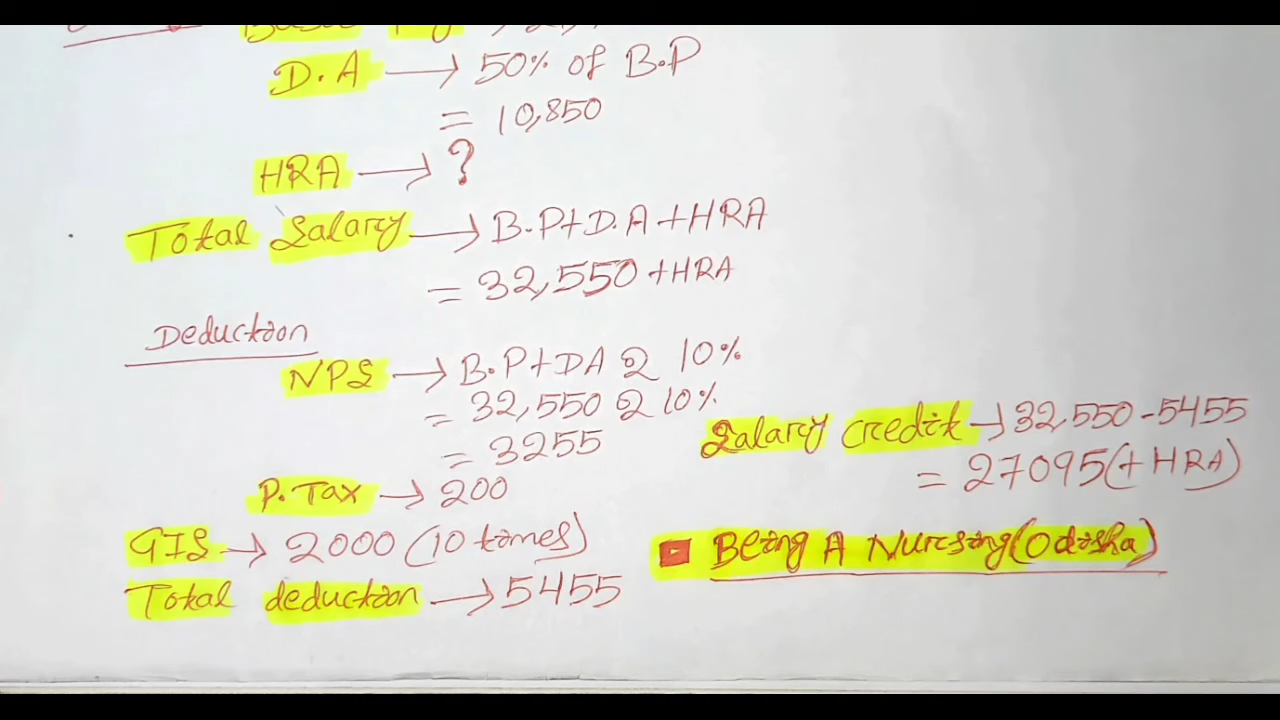 D.A → 50% of B.P
= 10,850
HRA → ?
Total Salary → B.P+D.A+HRA
= 32,550 +HRA
Deduction
NPS → B.P+DA @ 10%
= 32,550 @ 10%
= 3255
P. Tax → 200
GIS → 2000 (10 times)
Total deduction → 5455
Salary credit → 32,550-5455
= 27095(+HRA)
Being A Nursing(Odisha)